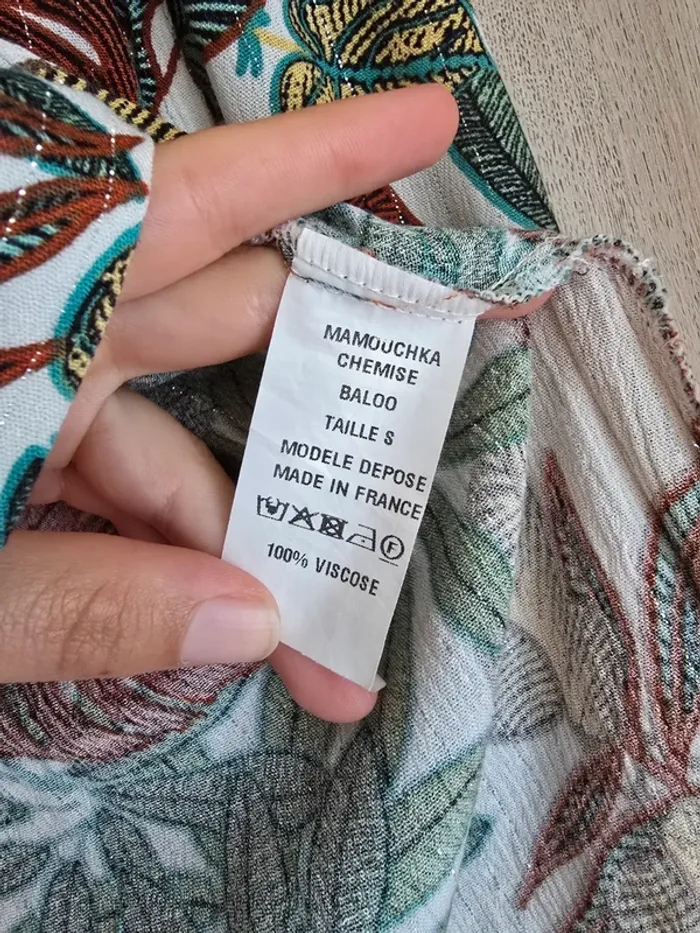 MAMOUCHKA
CHEMISE
BALOO
TAILLE S
MODELE DEPOSE
MADE IN FRANCE
F
100% VISCOSE